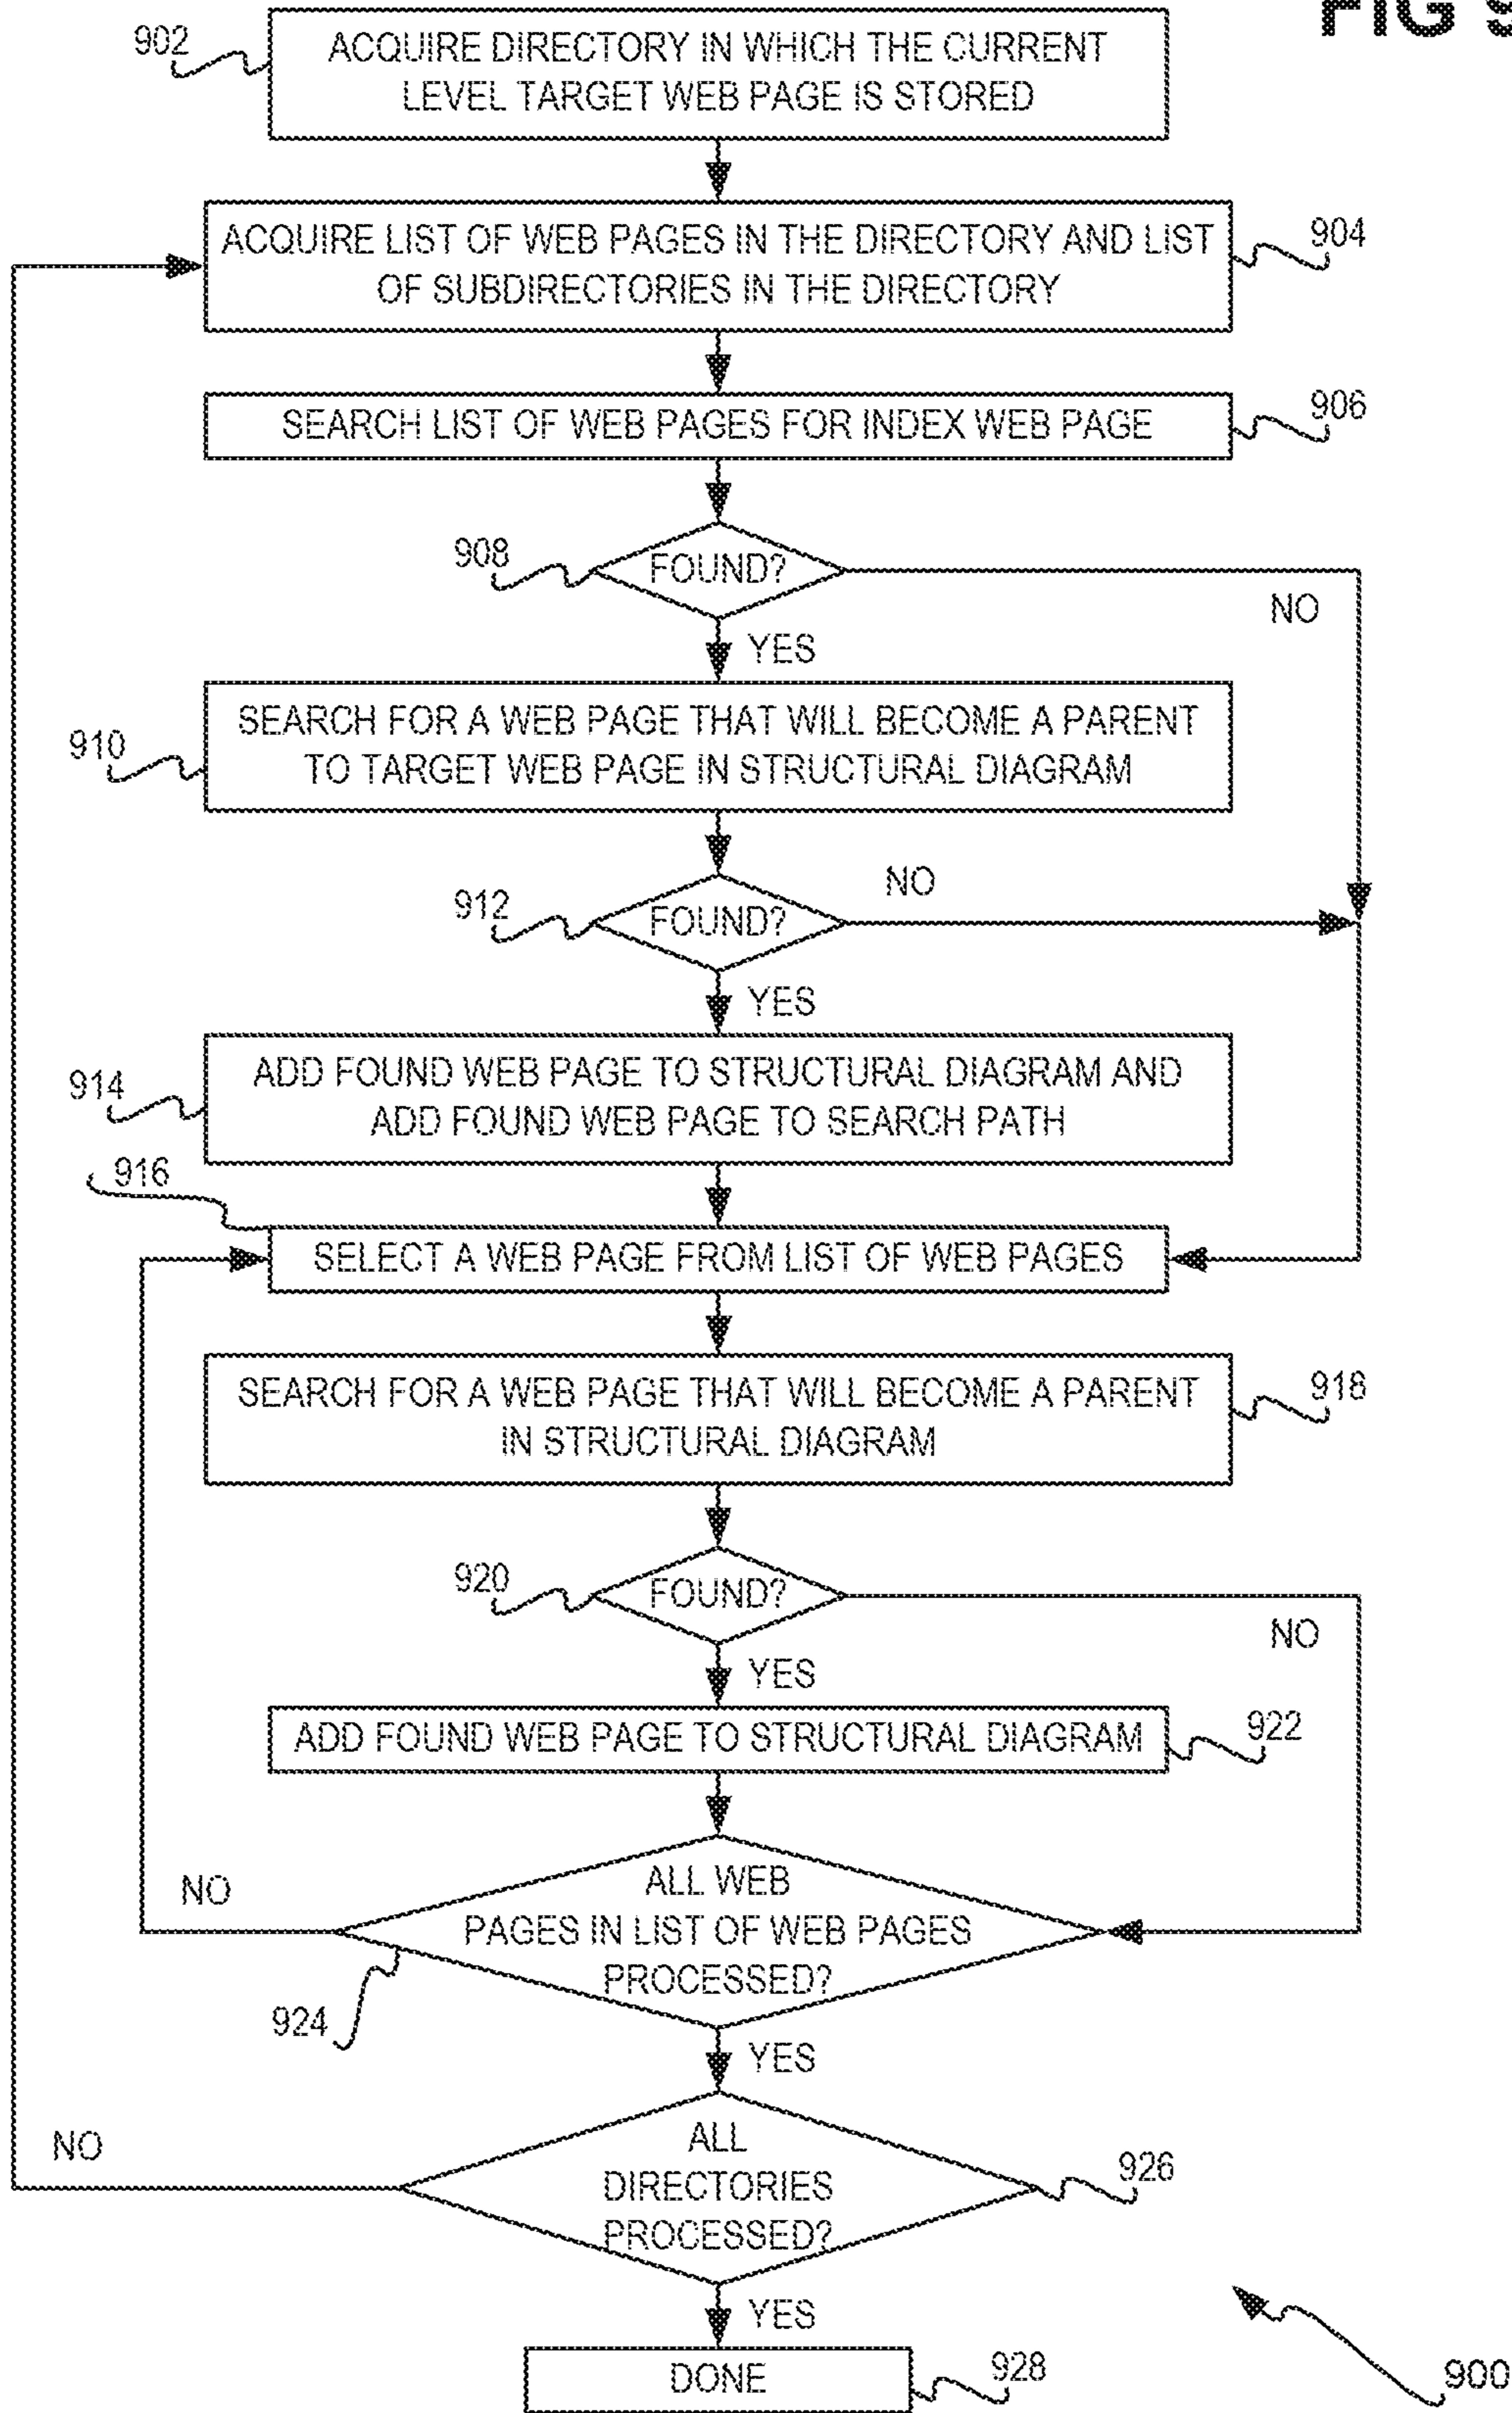 FIG 9
902
ACQUIRE DIRECTORY IN WHICH THE CURRENT
LEVEL TARGET WEB PAGE IS STORED
ACQUIRE LIST OF WEB PAGES IN THE DIRECTORY AND LIST
OF SUBDIRECTORIES IN THE DIRECTORY
904
SEARCH LIST OF WEB PAGES FOR INDEX WEB PAGE
906
908
FOUND?
NO
YES
910
SEARCH FOR A WEB PAGE THAT WILL BECOME A PARENT
TO TARGET WEB PAGE IN STRUCTURAL DIAGRAM
912
FOUND?
NO
YES
914
ADD FOUND WEB PAGE TO STRUCTURAL DIAGRAM AND
ADD FOUND WEB PAGE TO SEARCH PATH
916
SELECT A WEB PAGE FROM LIST OF WEB PAGES
SEARCH FOR A WEB PAGE THAT WILL BECOME A PARENT
IN STRUCTURAL DIAGRAM
918
920
FOUND?
NO
YES
ADD FOUND WEB PAGE TO STRUCTURAL DIAGRAM
922
NO
ALL WEB
PAGES IN LIST OF WEB PAGES
PROCESSED?
924
YES
NO
ALL
DIRECTORIES
PROCESSED?
926
YES
DONE
928
900